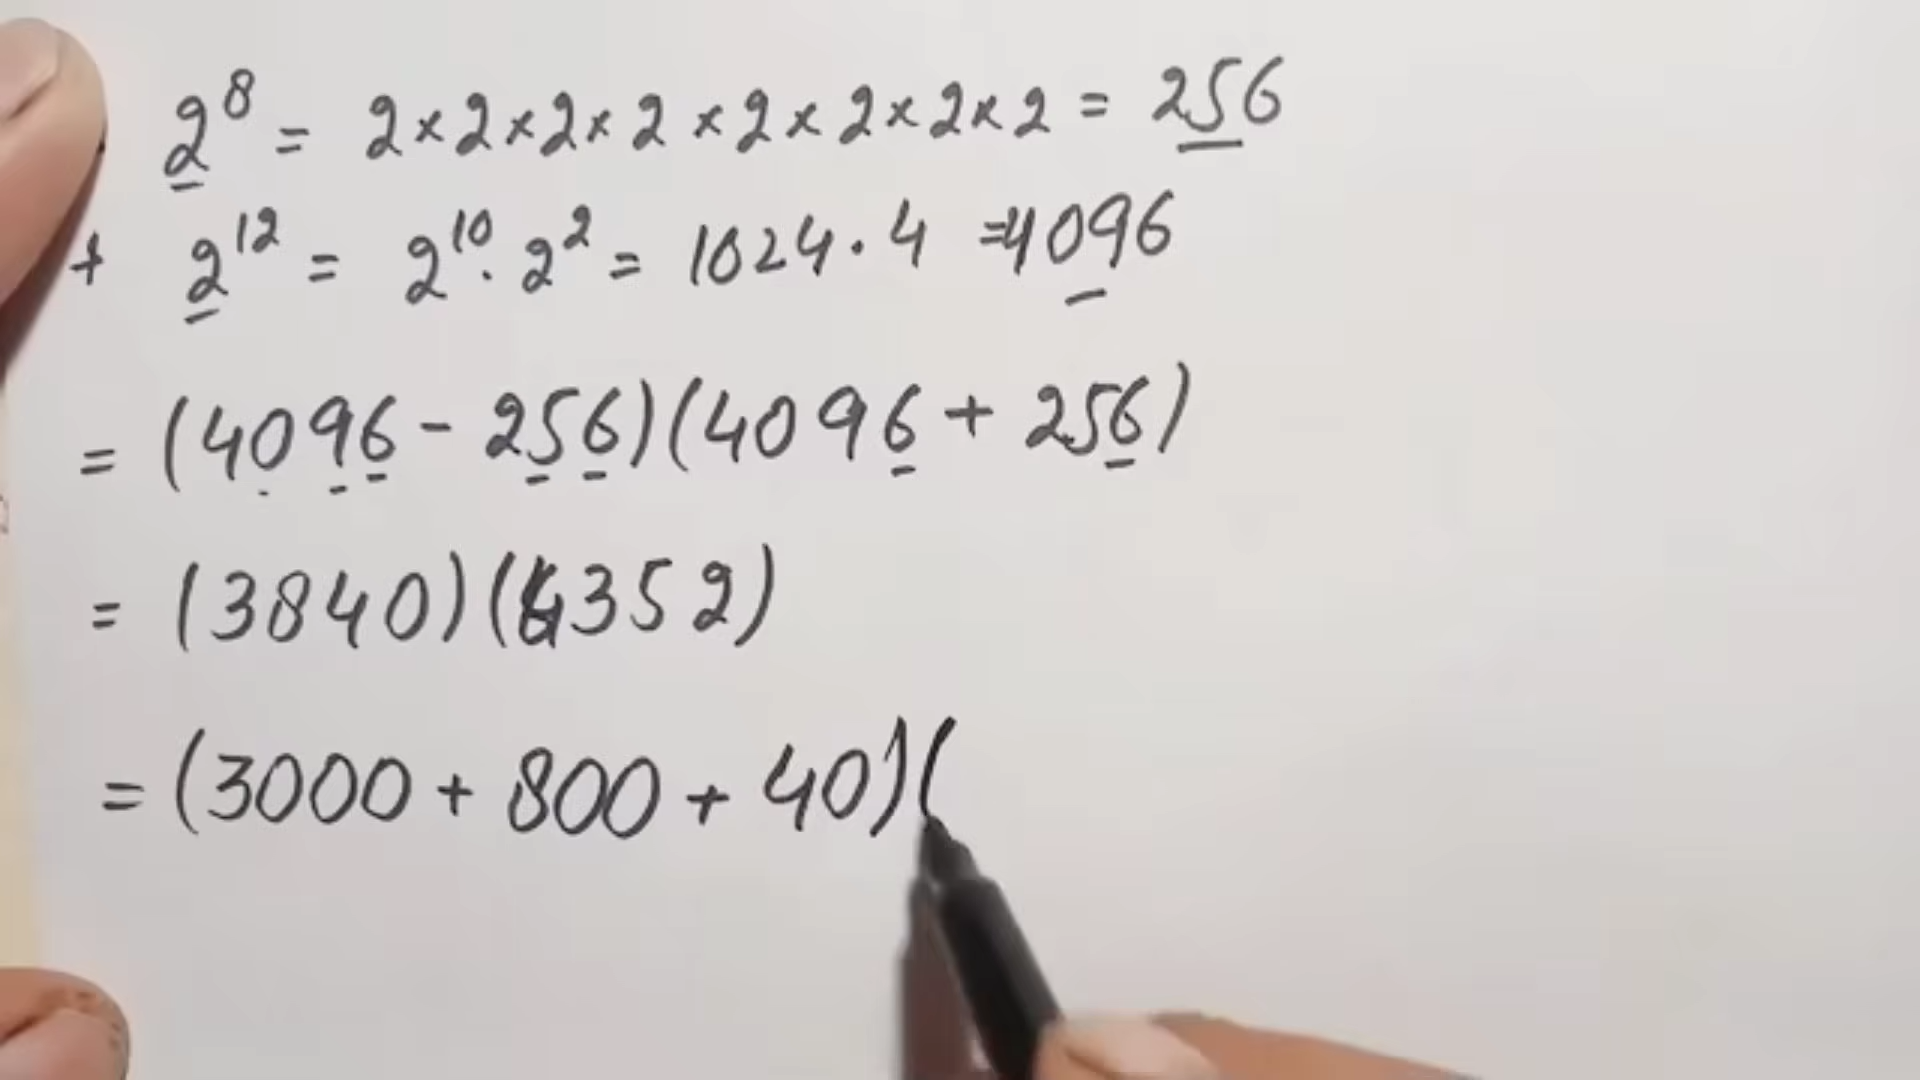 2⁸ = 2×2×2×2×2×2×2×2 = 256
+ 2¹² = 2¹⁰·2² = 1024·4 =4096
= (4096 - 256)(4096 + 256)
= (3840)(4352)
= (3000 + 800 + 40)(